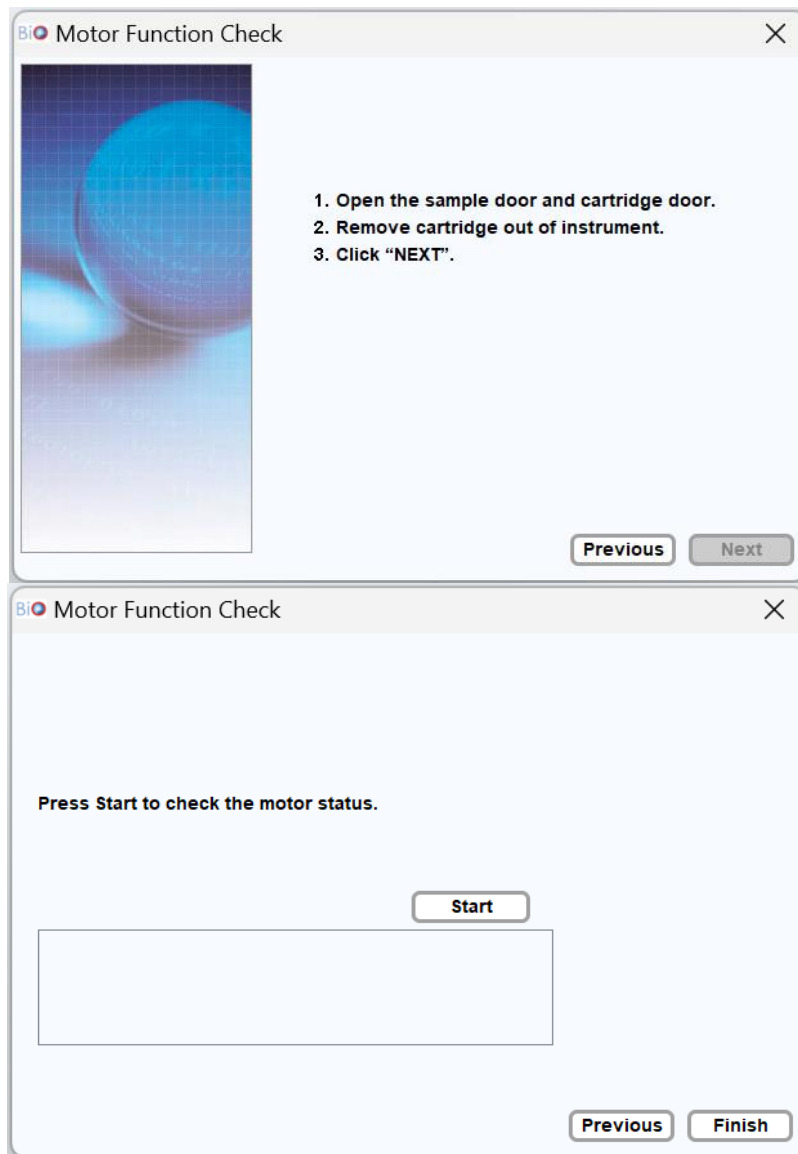 BiO Motor Function Check
1. Open the sample door and cartridge door.
2. Remove cartridge out of instrument.
3. Click “NEXT”.
Previous Next
BiO Motor Function Check
Press Start to check the motor status.
Start
Previous Finish